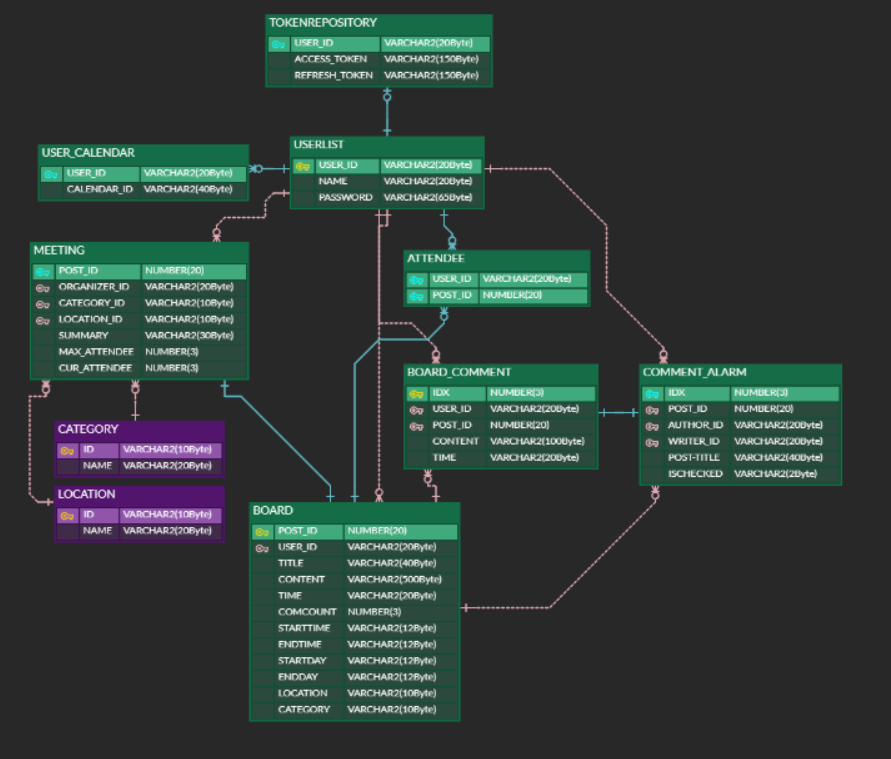 TOKENREPOSITORY
USER_ID VARCHAR2(20Byte)
ACCESS_TOKEN VARCHAR2(150Byte)
REFRESH_TOKEN VARCHAR2(150Byte)
USERLIST
USER_ID VARCHAR2(20Byte)
NAME VARCHAR2(20Byte)
PASSWORD VARCHAR2(65Byte)
USER_CALENDAR
USER_ID VARCHAR2(20Byte)
CALENDAR_ID VARCHAR2(40Byte)
MEETING
POST_ID NUMBER(20)
ORGANIZER_ID VARCHAR2(20Byte)
CATEGORY_ID VARCHAR2(10Byte)
LOCATION_ID VARCHAR2(10Byte)
SUMMARY VARCHAR2(30Byte)
MAX_ATTENDEE NUMBER(3)
CUR_ATTENDEE NUMBER(3)
ATTENDEE
USER_ID VARCHAR2(20Byte)
POST_ID NUMBER(20)
BOARD_COMMENT
IDX NUMBER(3)
USER_ID VARCHAR2(20Byte)
POST_ID NUMBER(20)
CONTENT VARCHAR2(100Byte)
TIME VARCHAR2(20Byte)
COMMENT_ALARM
IDX NUMBER(3)
POST_ID NUMBER(20)
AUTHOR_ID VARCHAR2(20Byte)
WRITER_ID VARCHAR2(20Byte)
POST-TITLE VARCHAR2(40Byte)
ISCHECKED VARCHAR2(2Byte)
CATEGORY
ID VARCHAR2(10Byte)
NAME VARCHAR2(20Byte)
LOCATION
ID VARCHAR2(10Byte)
NAME VARCHAR2(20Byte)
BOARD
POST_ID NUMBER(20)
USER_ID VARCHAR2(20Byte)
TITLE VARCHAR2(40Byte)
CONTENT VARCHAR2(500Byte)
TIME VARCHAR2(20Byte)
COMCOUNT NUMBER(3)
STARTTIME VARCHAR2(12Byte)
ENDTIME VARCHAR2(12Byte)
STARTDAY VARCHAR2(12Byte)
ENDDAY VARCHAR2(12Byte)
LOCATION VARCHAR2(10Byte)
CATEGORY VARCHAR2(10Byte)